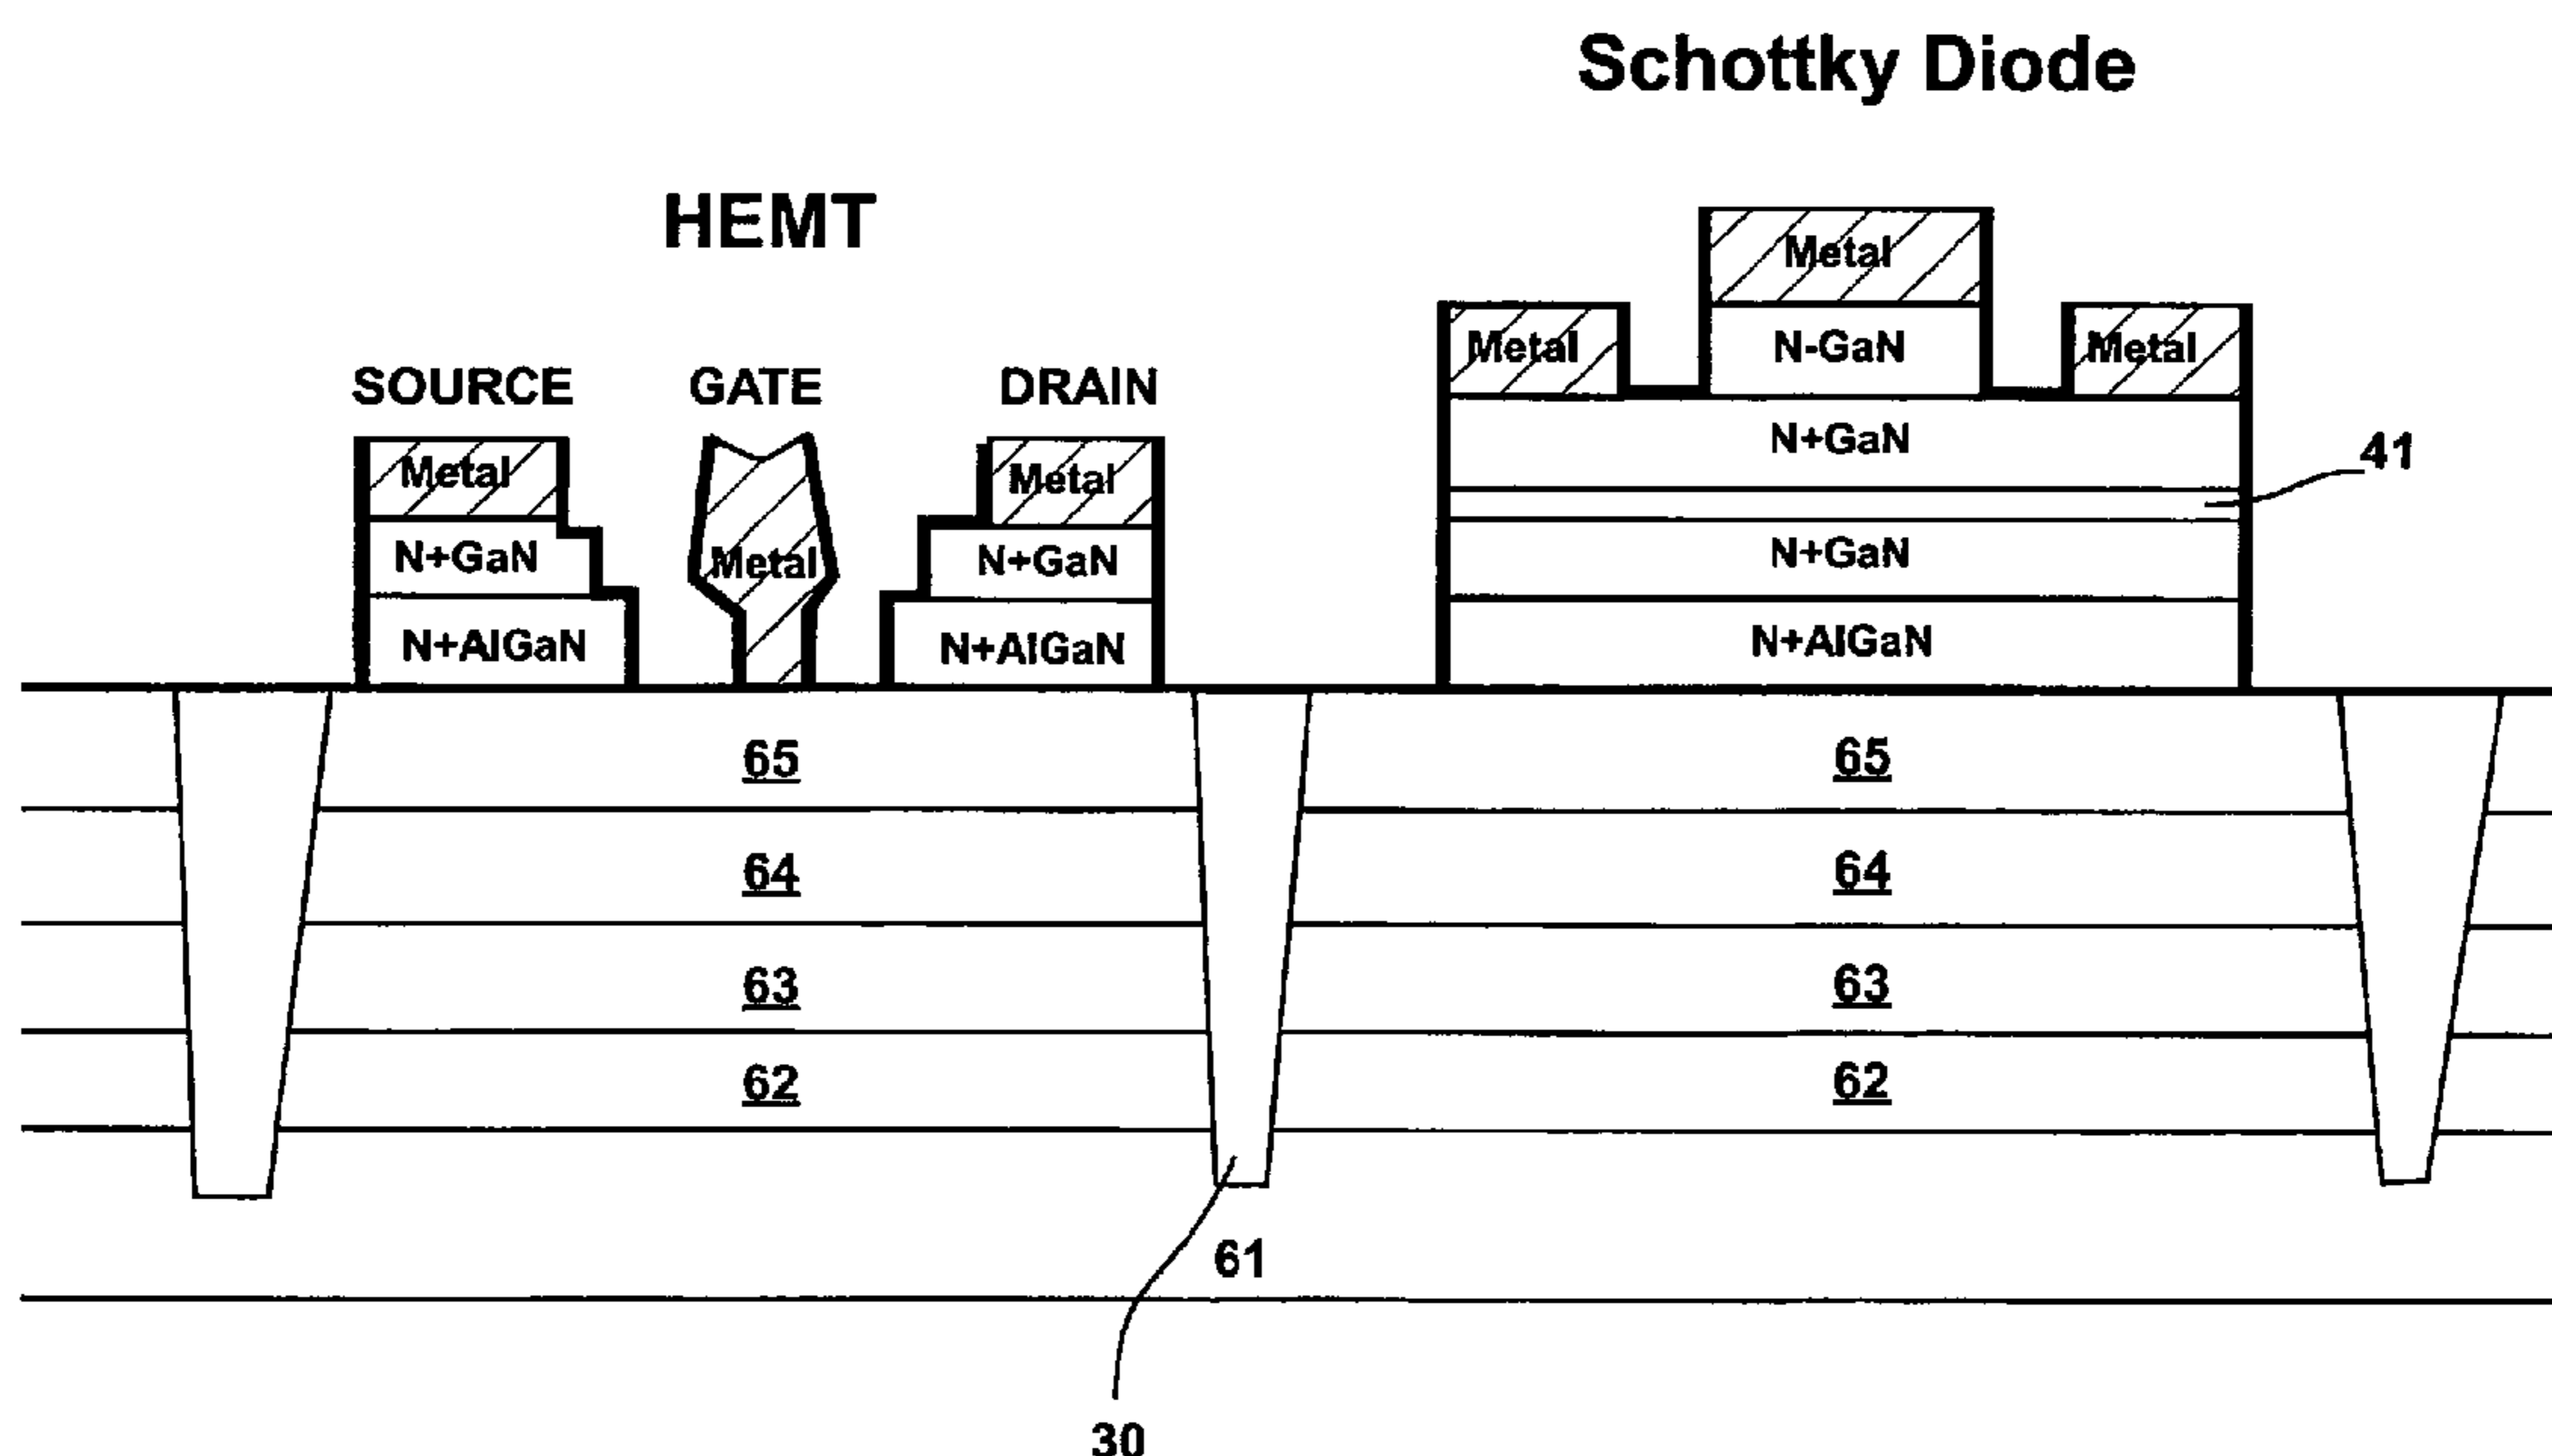 Schottky Diode
HEMT
Metal
Metal
N-GaN
Metal
SOURCE
GATE
DRAIN
N+GaN
41
Metal
Metal
N+GaN
Metal
N+GaN
N+GaN
N+AlGaN
N+AlGaN
N+AlGaN
65
65
64
64
63
63
62
62
61
30